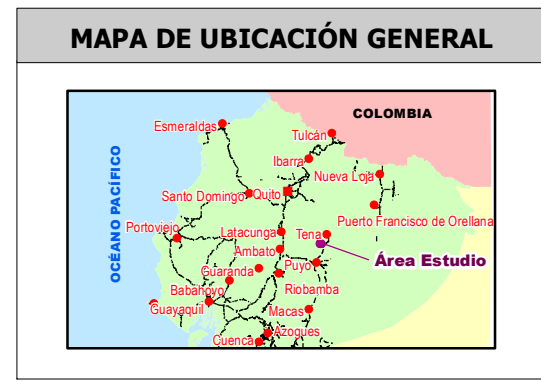 MAPA DE UBICACIÓN GENERAL
COLOMBIA
Esmeraldas
Tulcán
Ibarra
Nueva Loja
OCÉANO PACÍFICO
Santo Domingo
Quito
Puerto Francisco de Orellana
Portoviejo
Latacunga
Tena
Ambato
Área Estudio
Guaranda
Puyo
Babahoyo
Riobamba
Guayaquil
Macas
Azogues
Cuenca